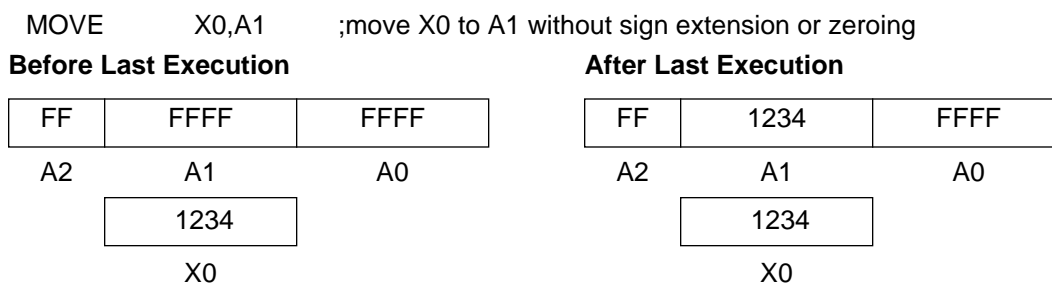 MOVE X0,A1 ;move X0 to A1 without sign extension or zeroing
Before Last Execution After Last Execution
FF FFFF FFFF FF 1234 FFFF
A2 A1 A0 A2 A1 A0
1234 1234
X0 X0